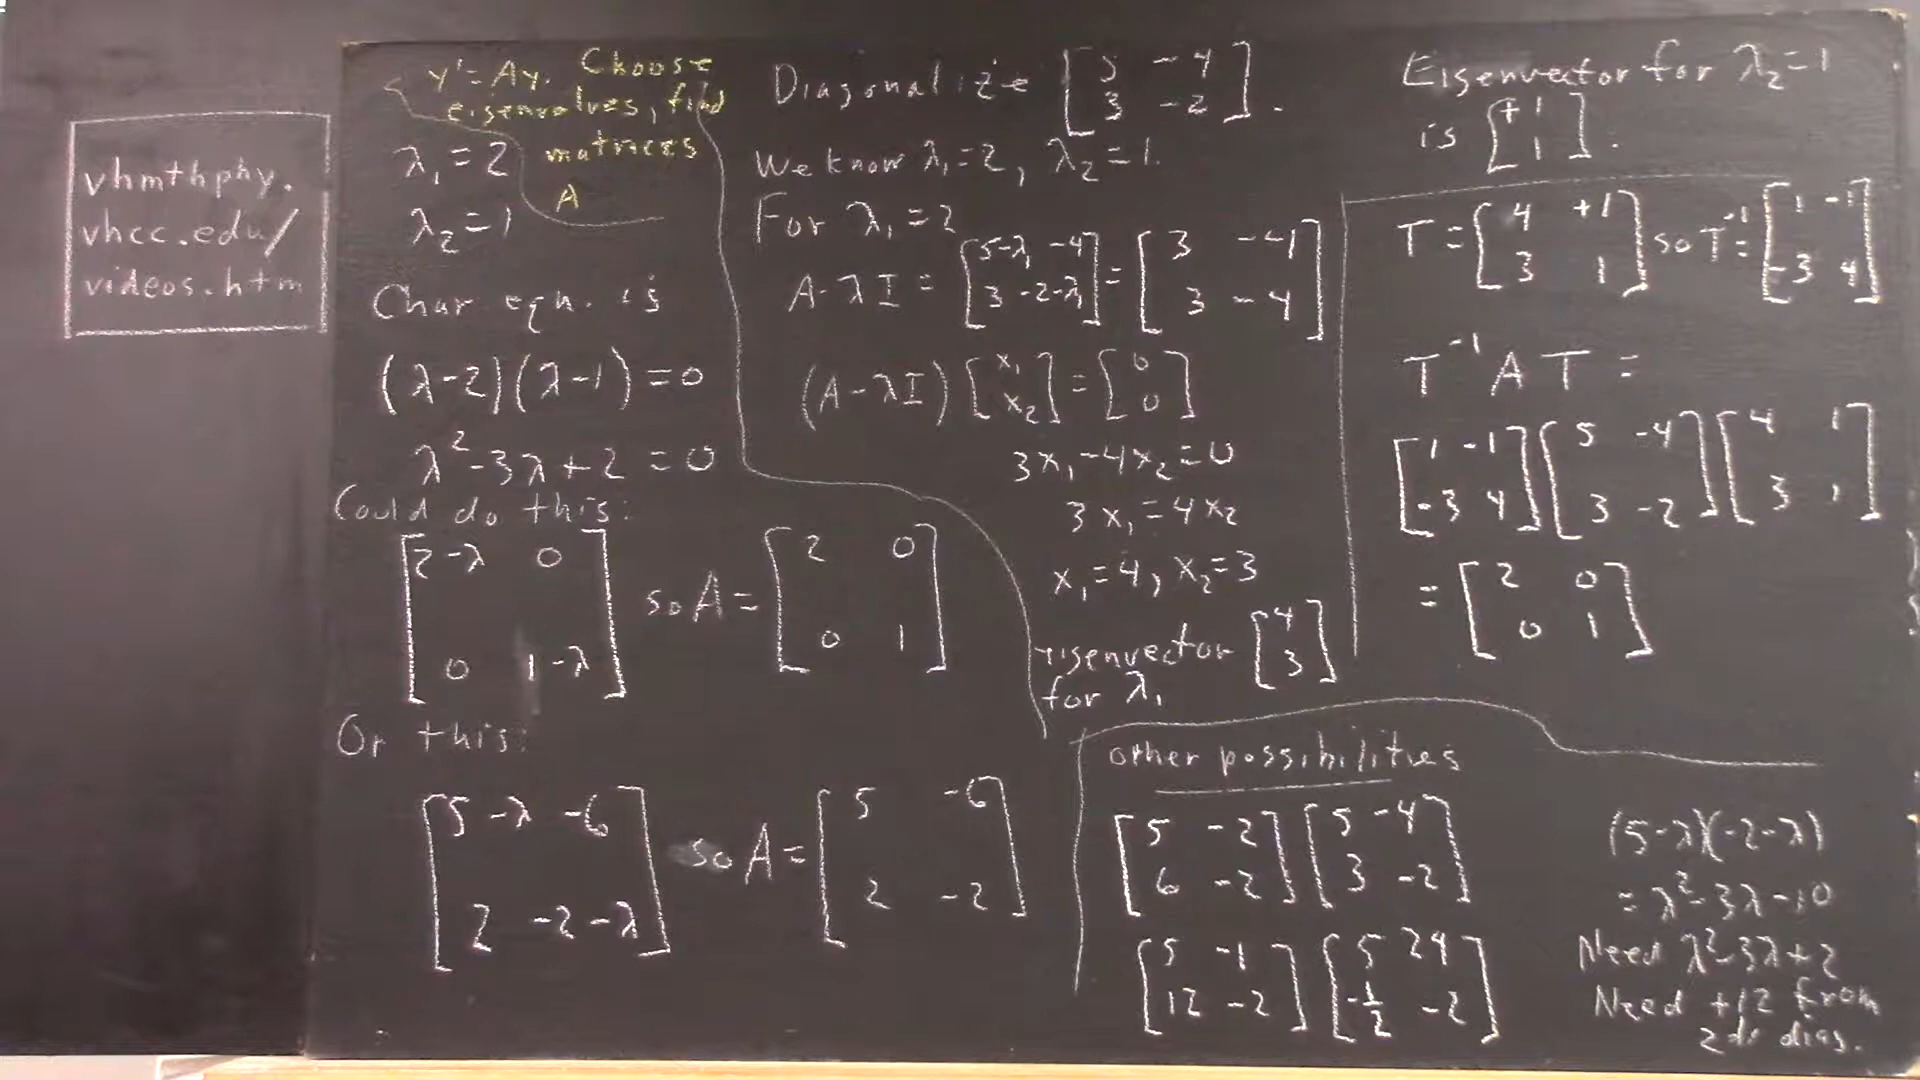 vhmthphy.
vhcc.edu/
videos.htm
y' = Ay. Choose
eigenvalves, find
matrices
A
λ₁ = 2
λ₂ = 1
Char eqn. is
(λ-2)(λ-1) = 0
λ² - 3λ + 2 = 0
Could do this:
[2-λ 0
0 1-λ] so A = [2 0
0 1]
Or this:
[5-λ -6
2 -2-λ] so A = [5 -6
2 -2]
Diagonalize [5 -4
3 -2].
We know λ₁ = 2, λ₂ = 1.
For λ₁ = 2
A-λI = [5-λ₁ -4
3 -2-λ₁] = [3 -4
3 -4]
(A-λI) [x₁
x₂] = [0
0]
3x₁ - 4x₂ = 0
3x₁ = 4x₂
x₁ = 4, x₂ = 3
eigenvector [4
3]
for λ₁
Eigenvector for λ₂ = 1
is [+1
1].
T = [4 +1
3 1] so T⁻¹ = [1 -1
-3 4]
T⁻¹ A T =
[1 -1
-3 4] [5 -4
3 -2] [4 1
3 1]
= [2 0
0 1]
other possibilities
[5 -2
6 -2] [5 -4
3 -2]
[5 -1
12 -2] [5 24
-1/2 -2]
(5-λ)(-2-λ)
= λ² - 3λ - 10
Need λ² - 3λ + 2
Need +12 from
dias.